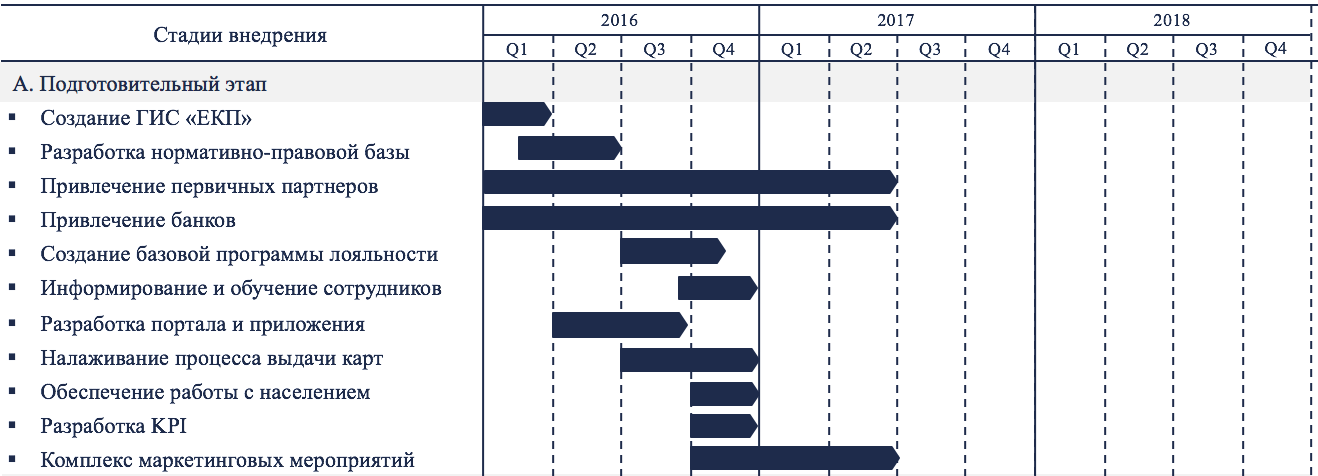 Стадии внедрения
2016 2017 2018
Q1 Q2 Q3 Q4 Q1 Q2 Q3 Q4 Q1 Q2 Q3 Q4
А. Подготовительный этап
▪ Создание ГИС «ЕКП»
▪ Разработка нормативно-правовой базы
▪ Привлечение первичных партнеров
▪ Привлечение банков
▪ Создание базовой программы лояльности
▪ Информирование и обучение сотрудников
▪ Разработка портала и приложения
▪ Налаживание процесса выдачи карт
▪ Обеспечение работы с населением
▪ Разработка KPI
▪ Комплекс маркетинговых мероприятий